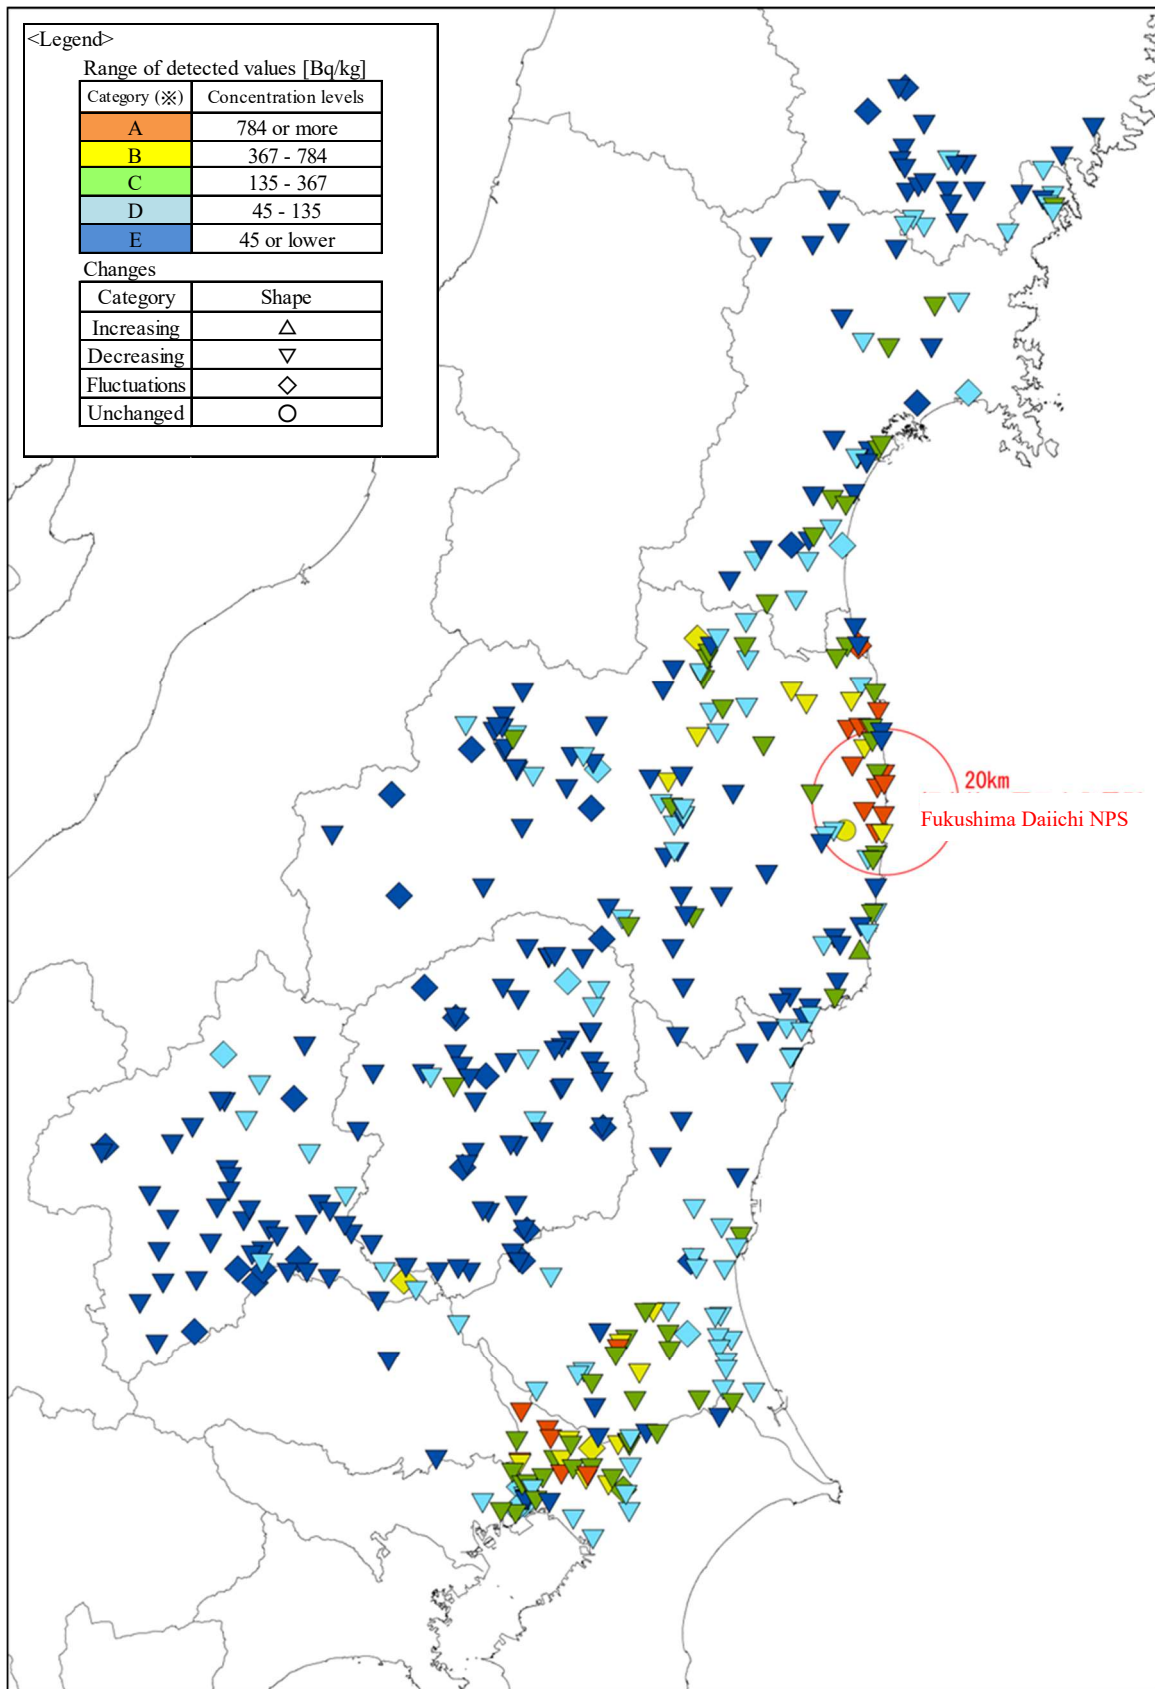 <Legend>
Range of detected values [Bq/kg]
Category (※) Concentration levels
A 784 or more
B 367 - 784
C 135 - 367
D 45 - 135
E 45 or lower
Changes
Category Shape
Increasing △
Decreasing ▽
Fluctuations ◇
Unchanged ○
20km
Fukushima Daiichi NPS